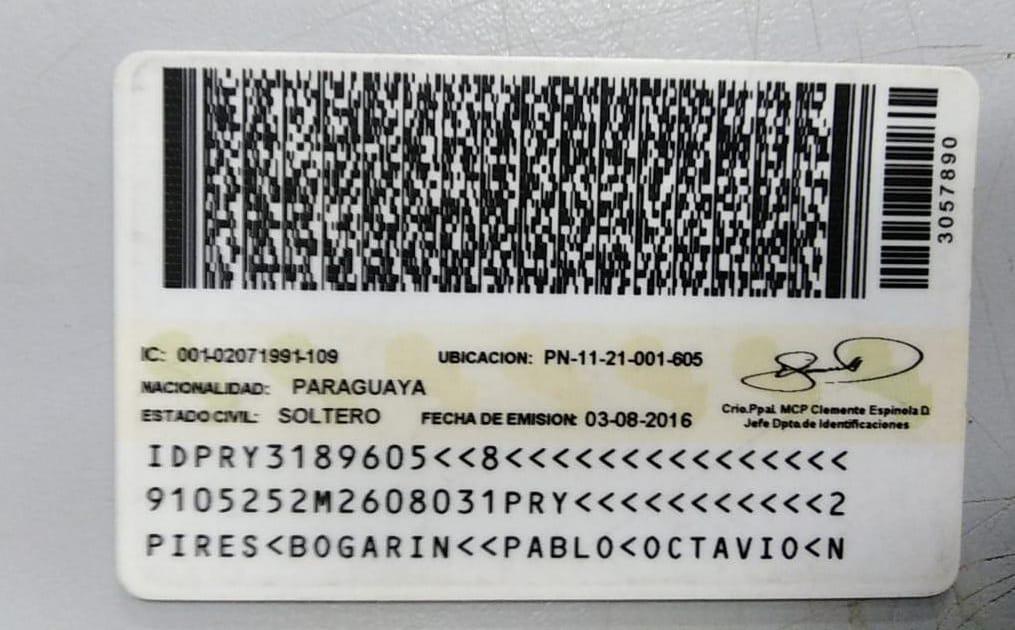 3057890
IC: 001-02071991-109 UBICACION: PN-11-21-001-605
NACIONALIDAD: PARAGUAYA
ESTADO CIVIL: SOLTERO FECHA DE EMISION: 03-08-2016
Crio.Ppal. MCP Clemente Espinola D.
Jefe Dpto. de Identificaciones
IDPRY3189605<<8<<<<<<<<<<<<<<<
9105252M2608031PRY<<<<<<<<<<<2
PIRES<BOGARIN<<PABLO<OCTAVIO<N